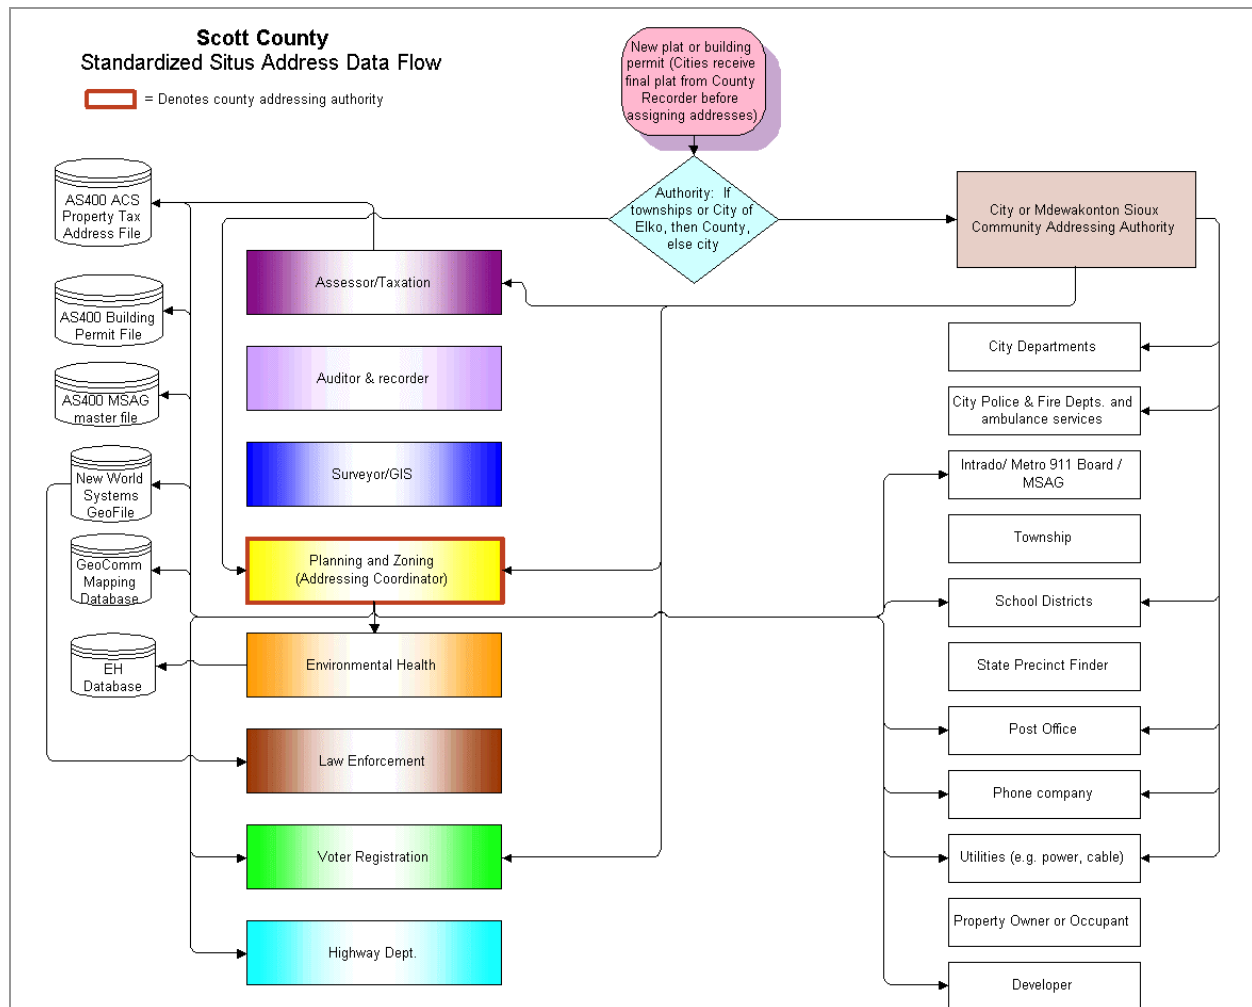 Scott County
Standardized Situs Address Data Flow
= Denotes county addressing authority
New plat or building
permit (Cities receive
final plat from County
Recorder before
assigning addresses)
Authority:  If
townships or City of
Elko, then County,
else city
City or Mdewakonton Sioux
Community Addressing Authority
AS400 ACS
Property Tax
Address File
AS400 Building
Permit File
AS400 MSAG
master file
New World
Systems
GeoFile
GeoComm
Mapping
Database
EH
Database
Assessor/Taxation
Auditor & recorder
Surveyor/GIS
Planning and Zoning
(Addressing Coordinator)
Environmental Health
Law Enforcement
Voter Registration
Highway Dept.
City Departments
City Police & Fire Depts. and
ambulance services
Intrado/ Metro 911 Board /
MSAG
Township
School Districts
State Precinct Finder
Post Office
Phone company
Utilities (e.g. power, cable)
Property Owner or Occupant
Developer